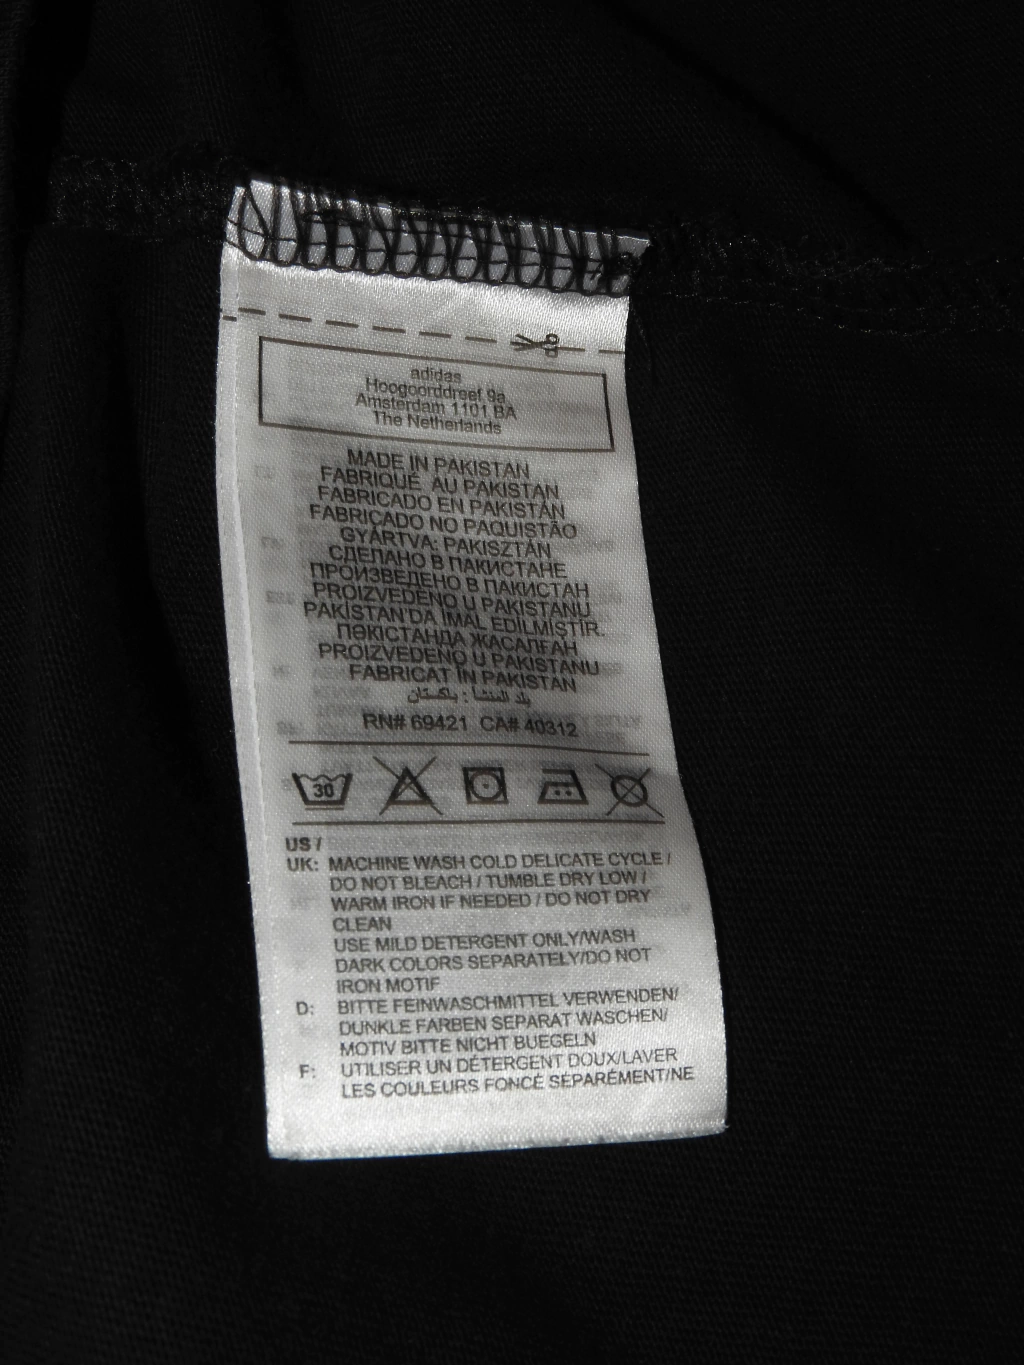 adidas
Hoogoorddreef 9a
Amsterdam 1101 BA
The Netherlands
MADE IN PAKISTAN
FABRIQUÉ AU PAKISTAN
FABRICADO EN PAKISTÁN
FABRICADO NO PAQUISTÃO
GYÁRTVA: PAKISZTÁN
СДЕЛАНО В ПАКИСТАНЕ
ПРОИЗВЕДЕНО В ПАКИСТАН
PROIZVEDENO U PAKISTANU
PAKİSTAN'DA İMAL EDİLMİŞTİR.
ПӘКІСТАНДА ЖАСАЛҒАН
PROIZVEDENO U PAKISTANU
FABRICAT ÎN PAKISTAN
بلد المنشأ : باكستان
RN# 69421 CA# 40312
30
US /
UK: MACHINE WASH COLD DELICATE CYCLE /
DO NOT BLEACH / TUMBLE DRY LOW /
WARM IRON IF NEEDED / DO NOT DRY
CLEAN
USE MILD DETERGENT ONLY/WASH
DARK COLORS SEPARATELY/DO NOT
IRON MOTIF
D: BITTE FEINWASCHMITTEL VERWENDEN/
DUNKLE FARBEN SEPARAT WASCHEN/
MOTIV BITTE NICHT BUEGELN
F: UTILISER UN DÉTERGENT DOUX/LAVER
LES COULEURS FONCÉ SÉPARÉMENT/NE